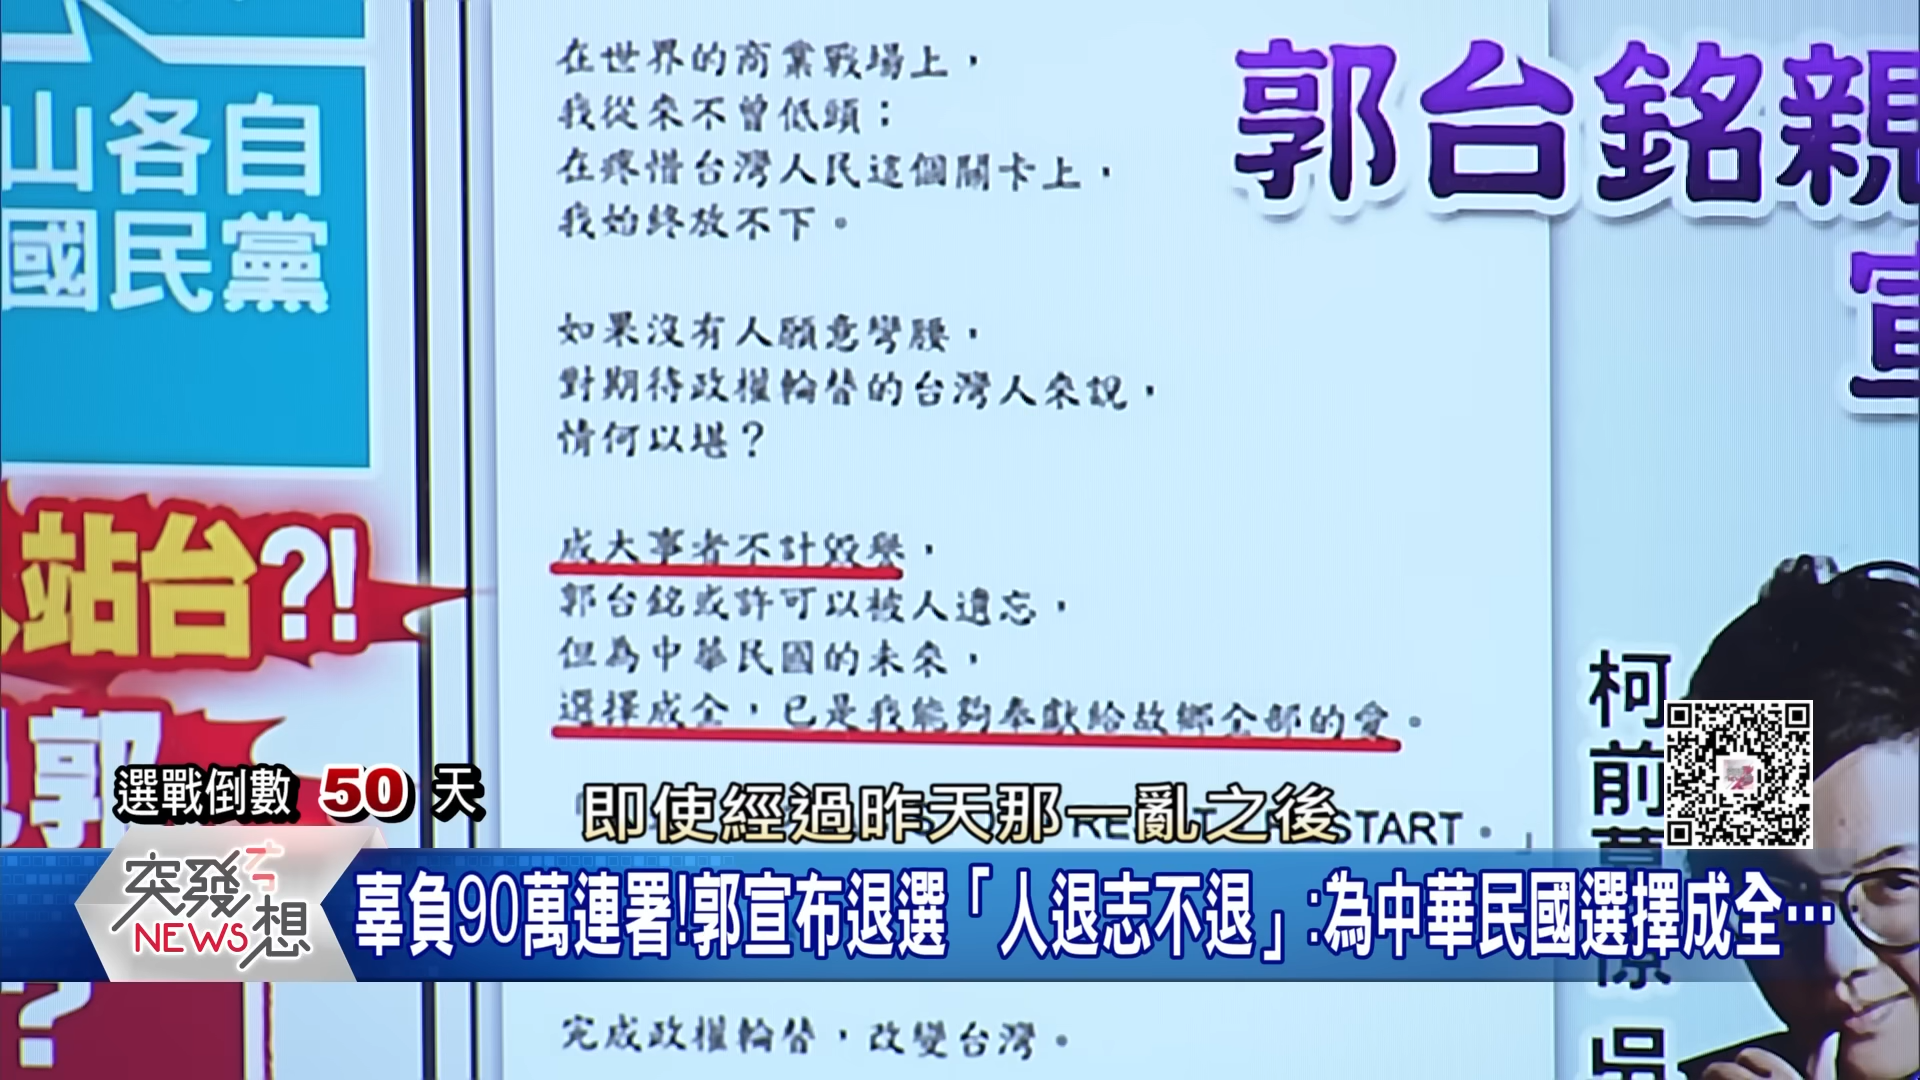 山各自
國民黨
站台?!
郭
?
在世界的商業戰場上，
我從來不曾低頭；
在疼惜台灣人民這個關卡上，
我始終放不下。
如果沒有人願意彎腰，
對期待政權輪替的台灣人來說，
情何以堪？
成大事者不計毀譽，
郭台銘或許可以被人遺忘，
但為中華民國的未來，
選擇成全，已是我能夠奉獻給故鄉全部的愛。
START。」
完成政權輪替，改變台灣。
郭台銘親
宣
柯前幕僚 吳
即使經過昨天那一亂之後
選戰倒數 50 天
突發六想
NEWS
辜負90萬連署!郭宣布退選「人退志不退」:為中華民國選擇成全…